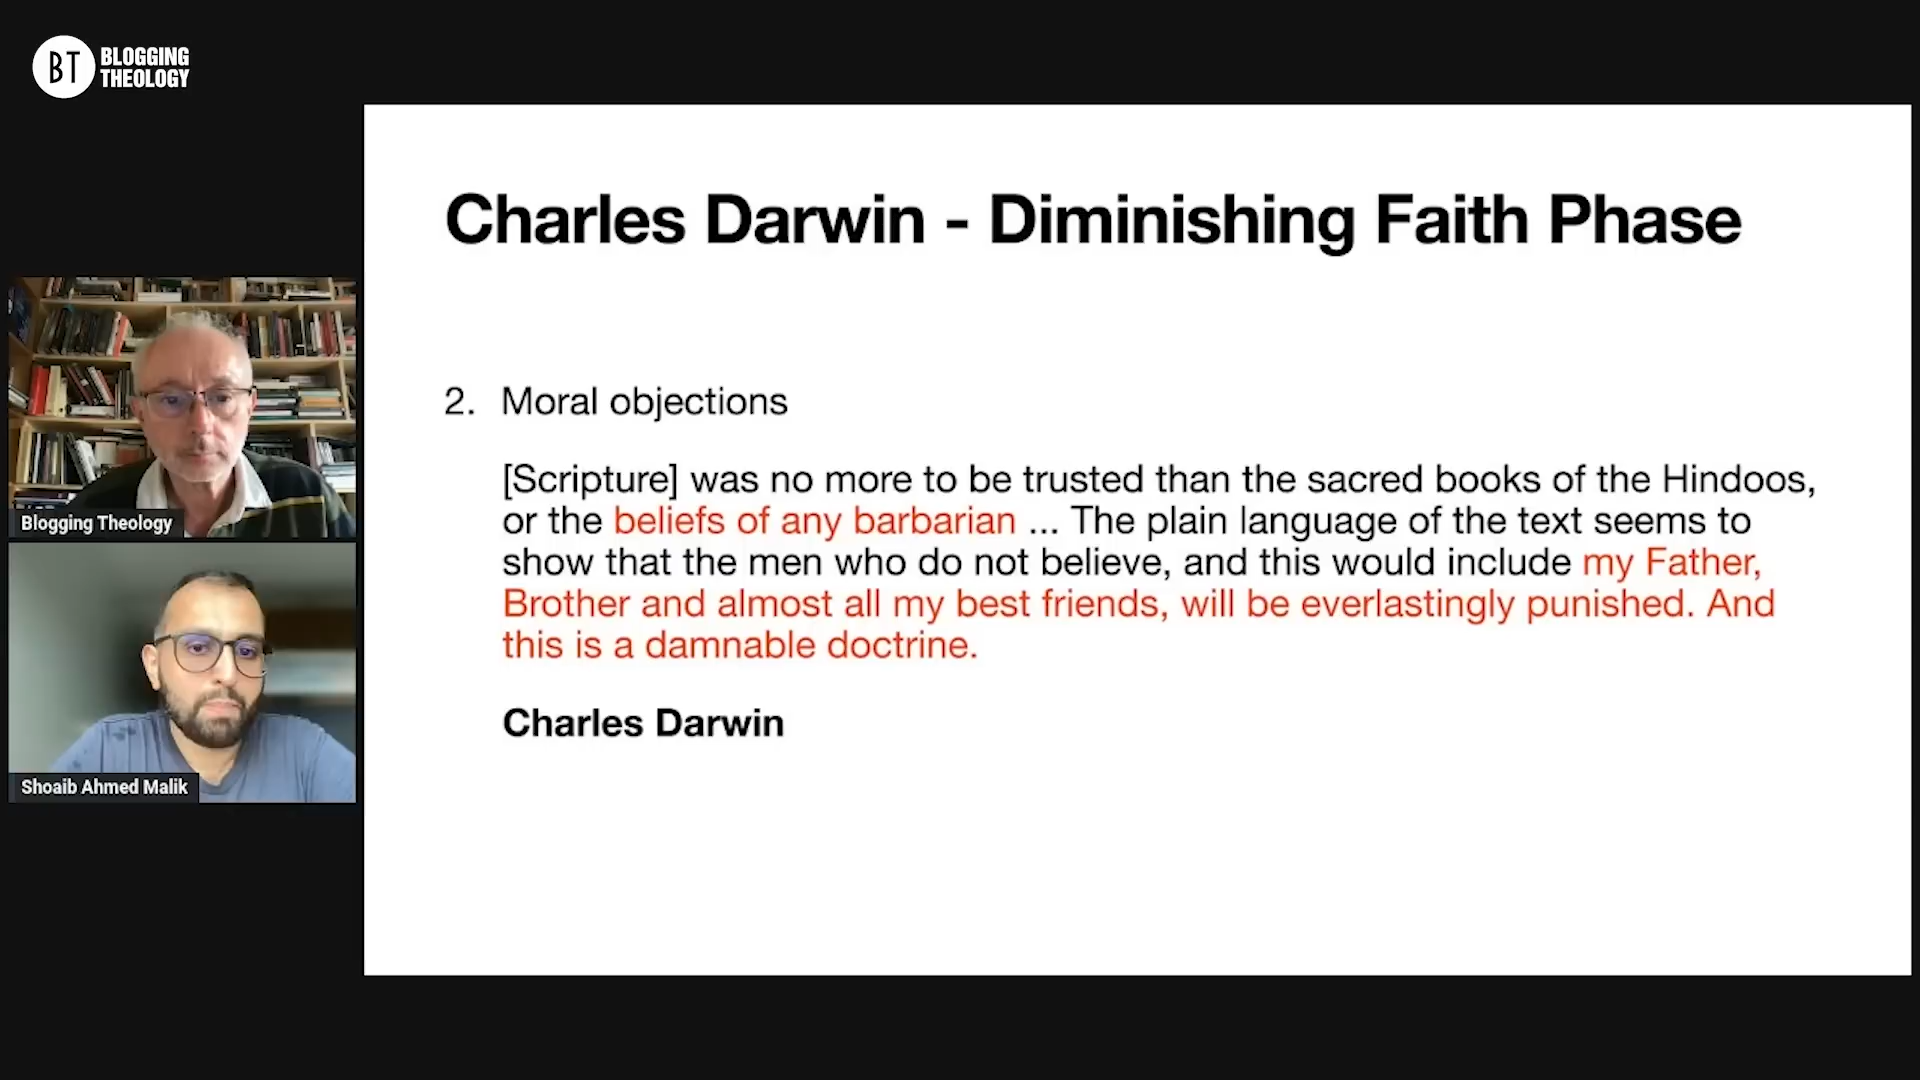 BT BLOGGING
THEOLOGY
Charles Darwin - Diminishing Faith Phase
2. Moral objections
[Scripture] was no more to be trusted than the sacred books of the Hindoos,
or the beliefs of any barbarian ... The plain language of the text seems to
show that the men who do not believe, and this would include my Father,
Brother and almost all my best friends, will be everlastingly punished. And
this is a damnable doctrine.
Charles Darwin
Blogging Theology
Shoaib Ahmed Malik